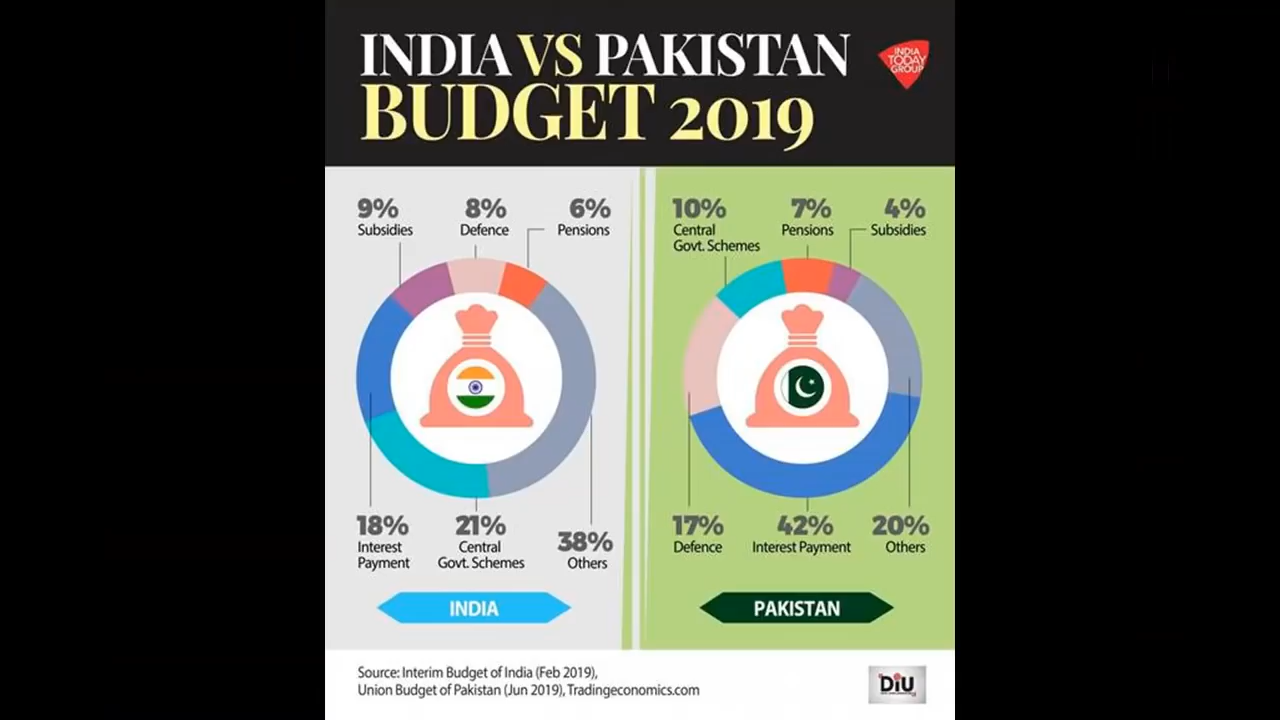 INDIA VS PAKISTAN
BUDGET 2019
INDIA
TODAY
GROUP
9%
Subsidies
8%
Defence
6%
Pensions
18%
Interest
Payment
21%
Central
Govt. Schemes
38%
Others
INDIA
10%
Central
Govt. Schemes
7%
Pensions
4%
Subsidies
17%
Defence
42%
Interest Payment
20%
Others
PAKISTAN
Source: Interim Budget of India (Feb 2019),
Union Budget of Pakistan (Jun 2019), Tradingeconomics.com
DiU